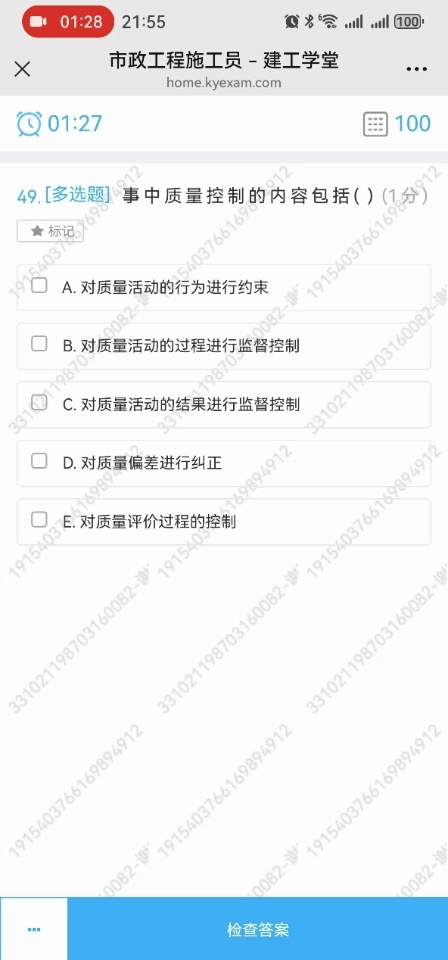 01:28 21:55 6 100
市政工程施工员 – 建工学堂
home.kyexam.com
01:27 100
49. [多选题] 事中质量控制的内容包括( ) (1分)
★ 标记
A. 对质量活动的行为进行约束
B. 对质量活动的过程进行监督控制
C. 对质量活动的结果进行监督控制
D. 对质量偏差进行纠正
E. 对质量评价过程的控制
检查答案